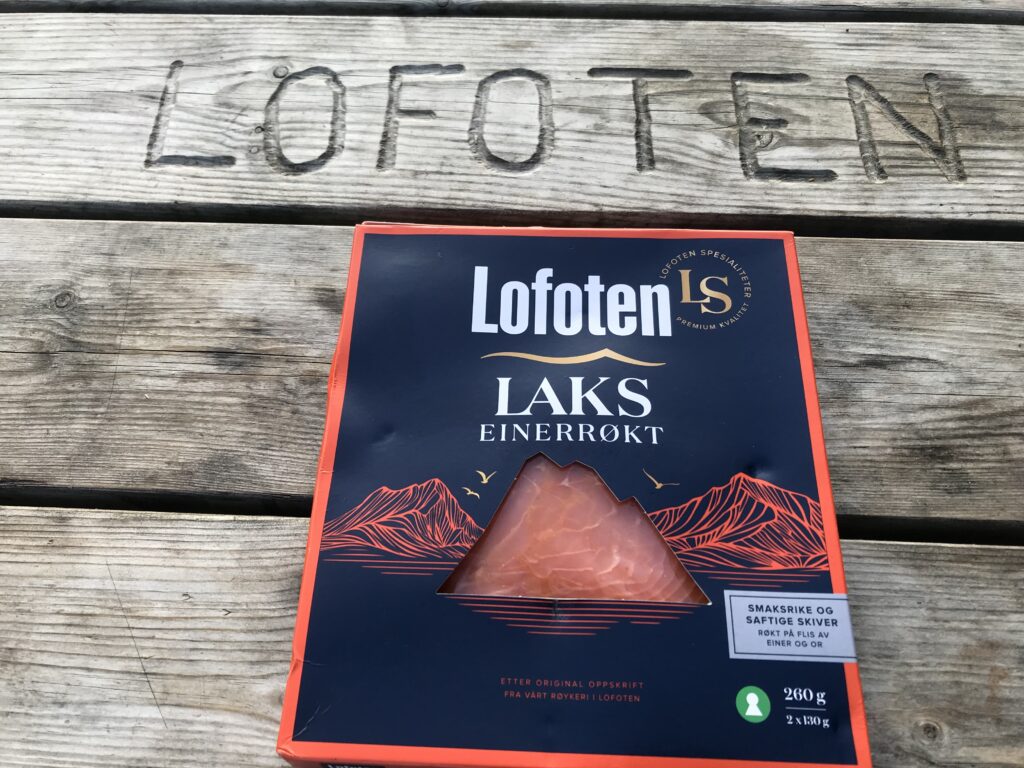 LOFOTEN
Lofoten
LOFOTEN SPESIALITETER
LS
PREMIUM KVALITET
LAKS
EINERRØKT
SMAKSRIKE OG
SAFTIGE SKIVER
RØKT PÅ FLIS AV
EINER OG OR
ETTER ORIGINAL OPPSKRIFT
FRA VÅRT RØYKERI I LOFOTEN
260 g
2 x 130 g